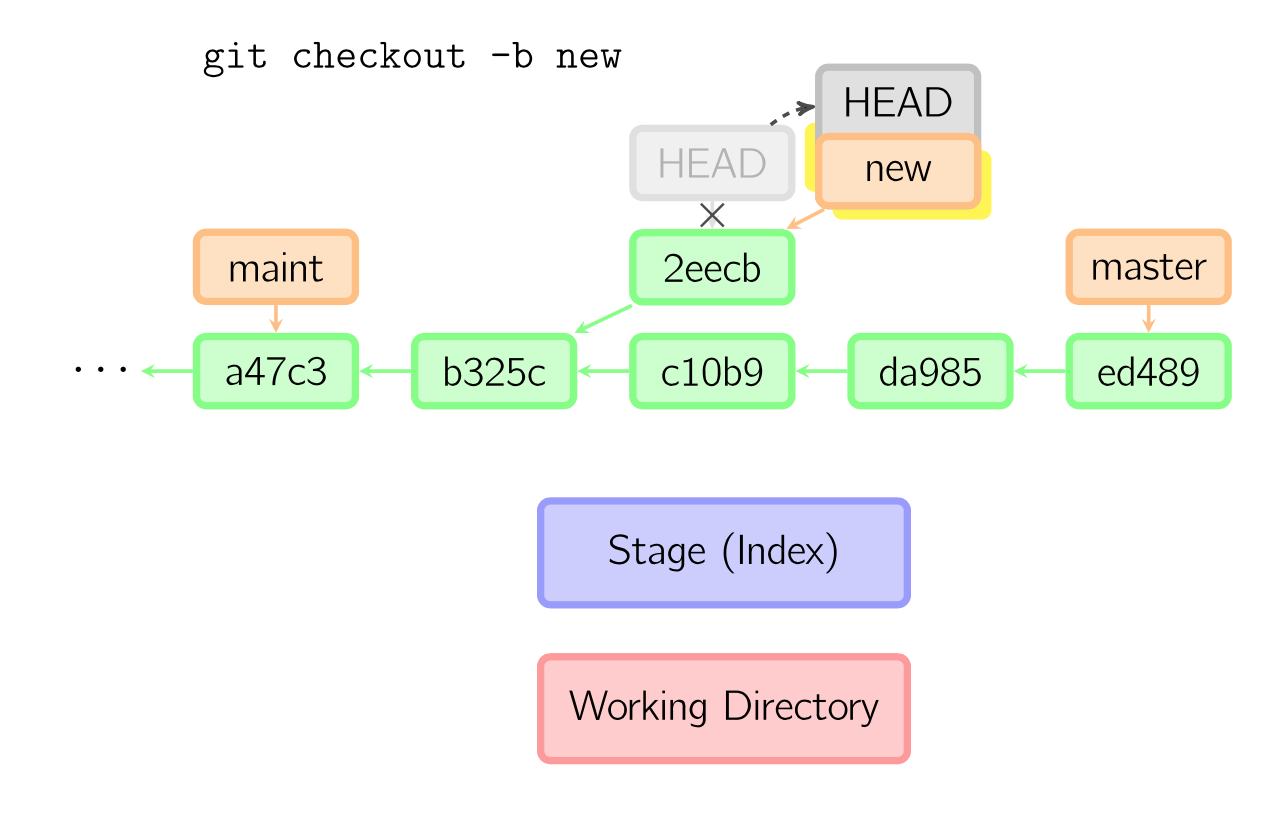 git checkout -b new
HEAD
HEAD
new
maint
2eecb
master
...
a47c3
b325c
c10b9
da985
ed489
Stage (Index)
Working Directory